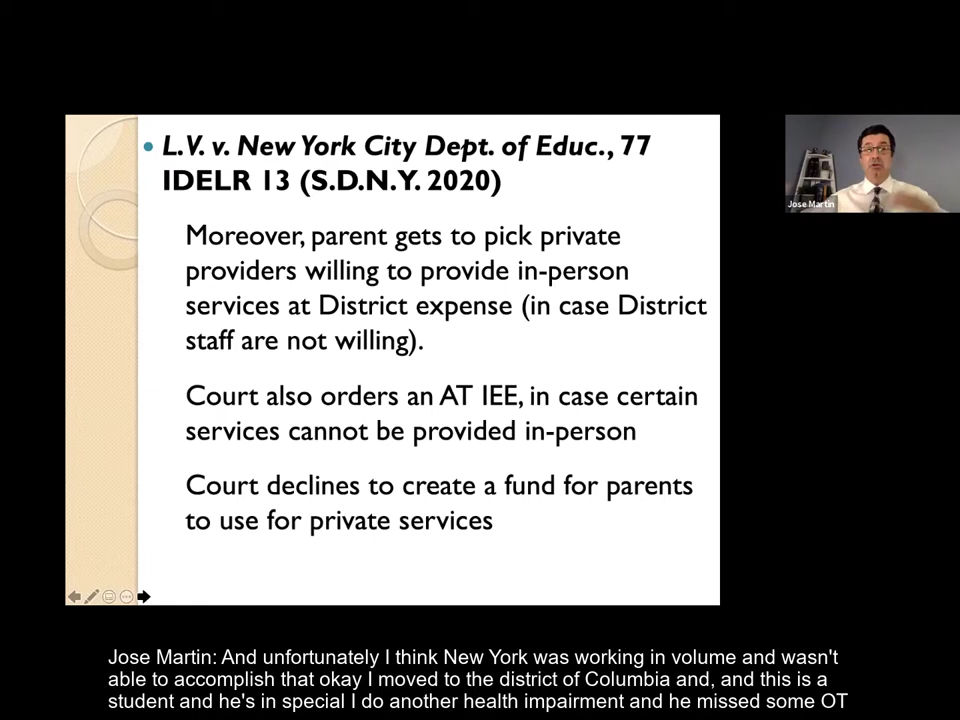 L.V. v. New York City Dept. of Educ., 77
IDELR 13 (S.D.N.Y. 2020)
Moreover, parent gets to pick private
providers willing to provide in-person
services at District expense (in case District
staff are not willing).
Court also orders an AT IEE, in case certain
services cannot be provided in-person
Court declines to create a fund for parents
to use for private services
Jose Martin
Jose Martin: And unfortunately I think New York was working in volume and wasn't
able to accomplish that okay I moved to the district of Columbia and, and this is a
student and he's in special I do another health impairment and he missed some OT